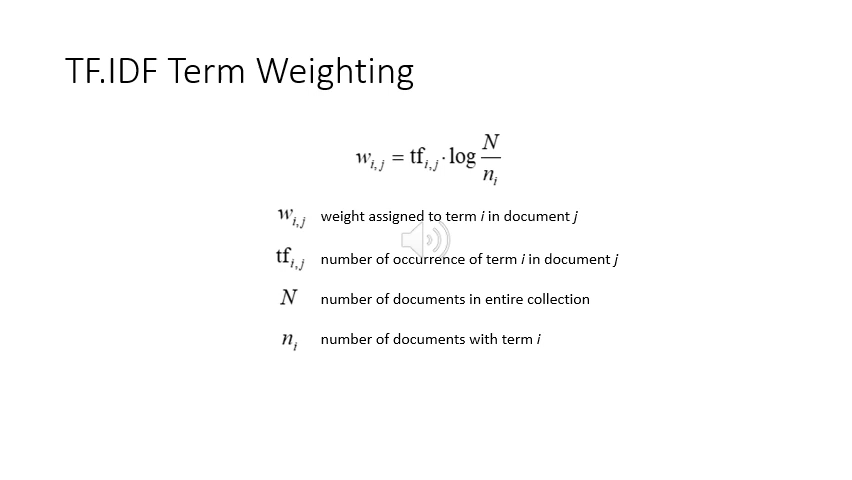 TF.IDF Term Weighting
w_{i,j} = tf_{i,j} · log N/n_i
w_{i,j} weight assigned to term i in document j
tf_{i,j} number of occurrence of term i in document j
N number of documents in entire collection
n_i number of documents with term i